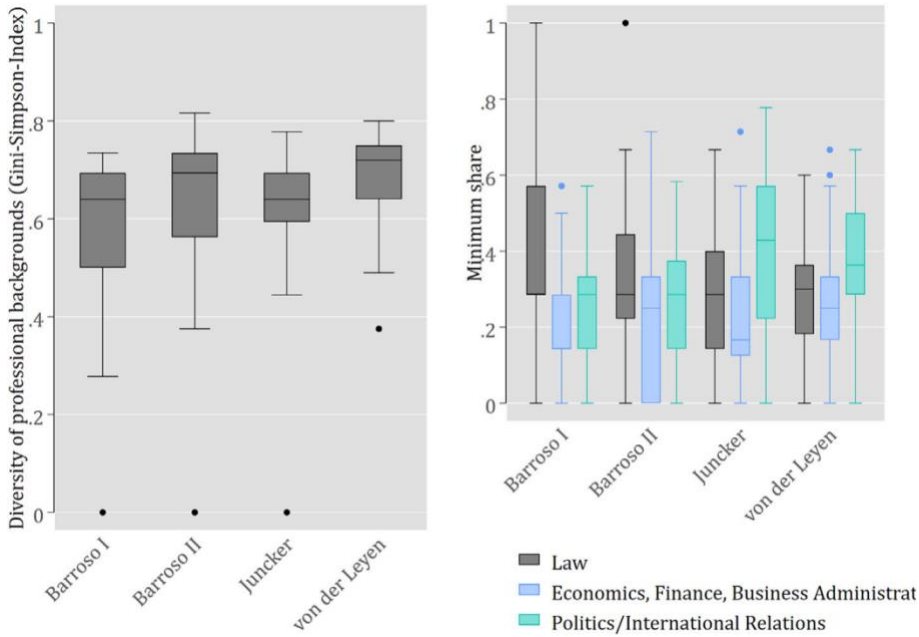 Diversity of professional backgrounds (Gini-Simpson-Index)
1
.8
.6
.4
.2
0
Barroso I
Barroso II
Juncker
von der Leyen
Minimum share
1
.8
.6
.4
.2
0
Barroso I
Barroso II
Juncker
von der Leyen
Law
Economics, Finance, Business Administrat
Politics/International Relations